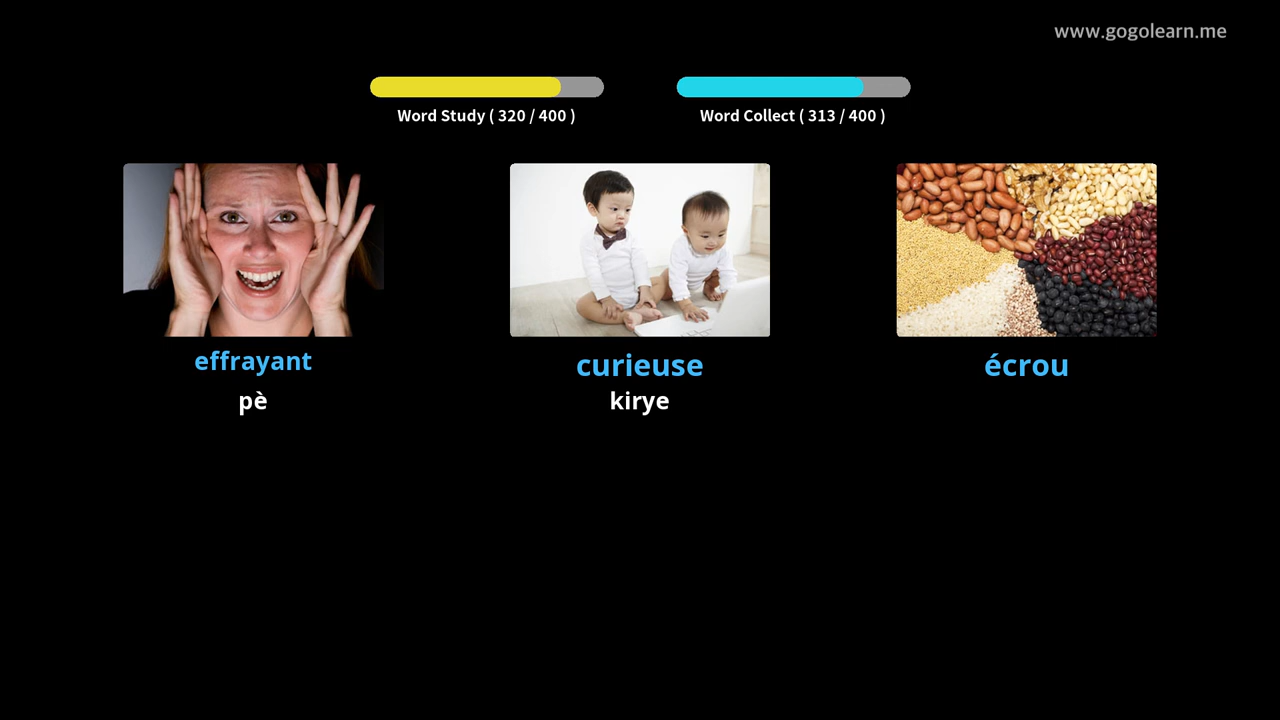 www.gogolearn.me
Word Study ( 320 / 400 )
Word Collect ( 313 / 400 )
effrayant
pè
curieuse
kirye
écrou